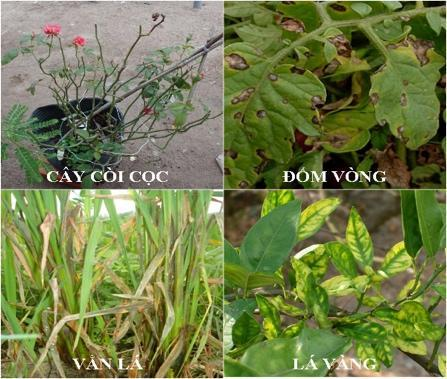 CÂY CÒI CỌC
ĐỐM VÒNG
VẰN LÁ
LÁ VÀNG